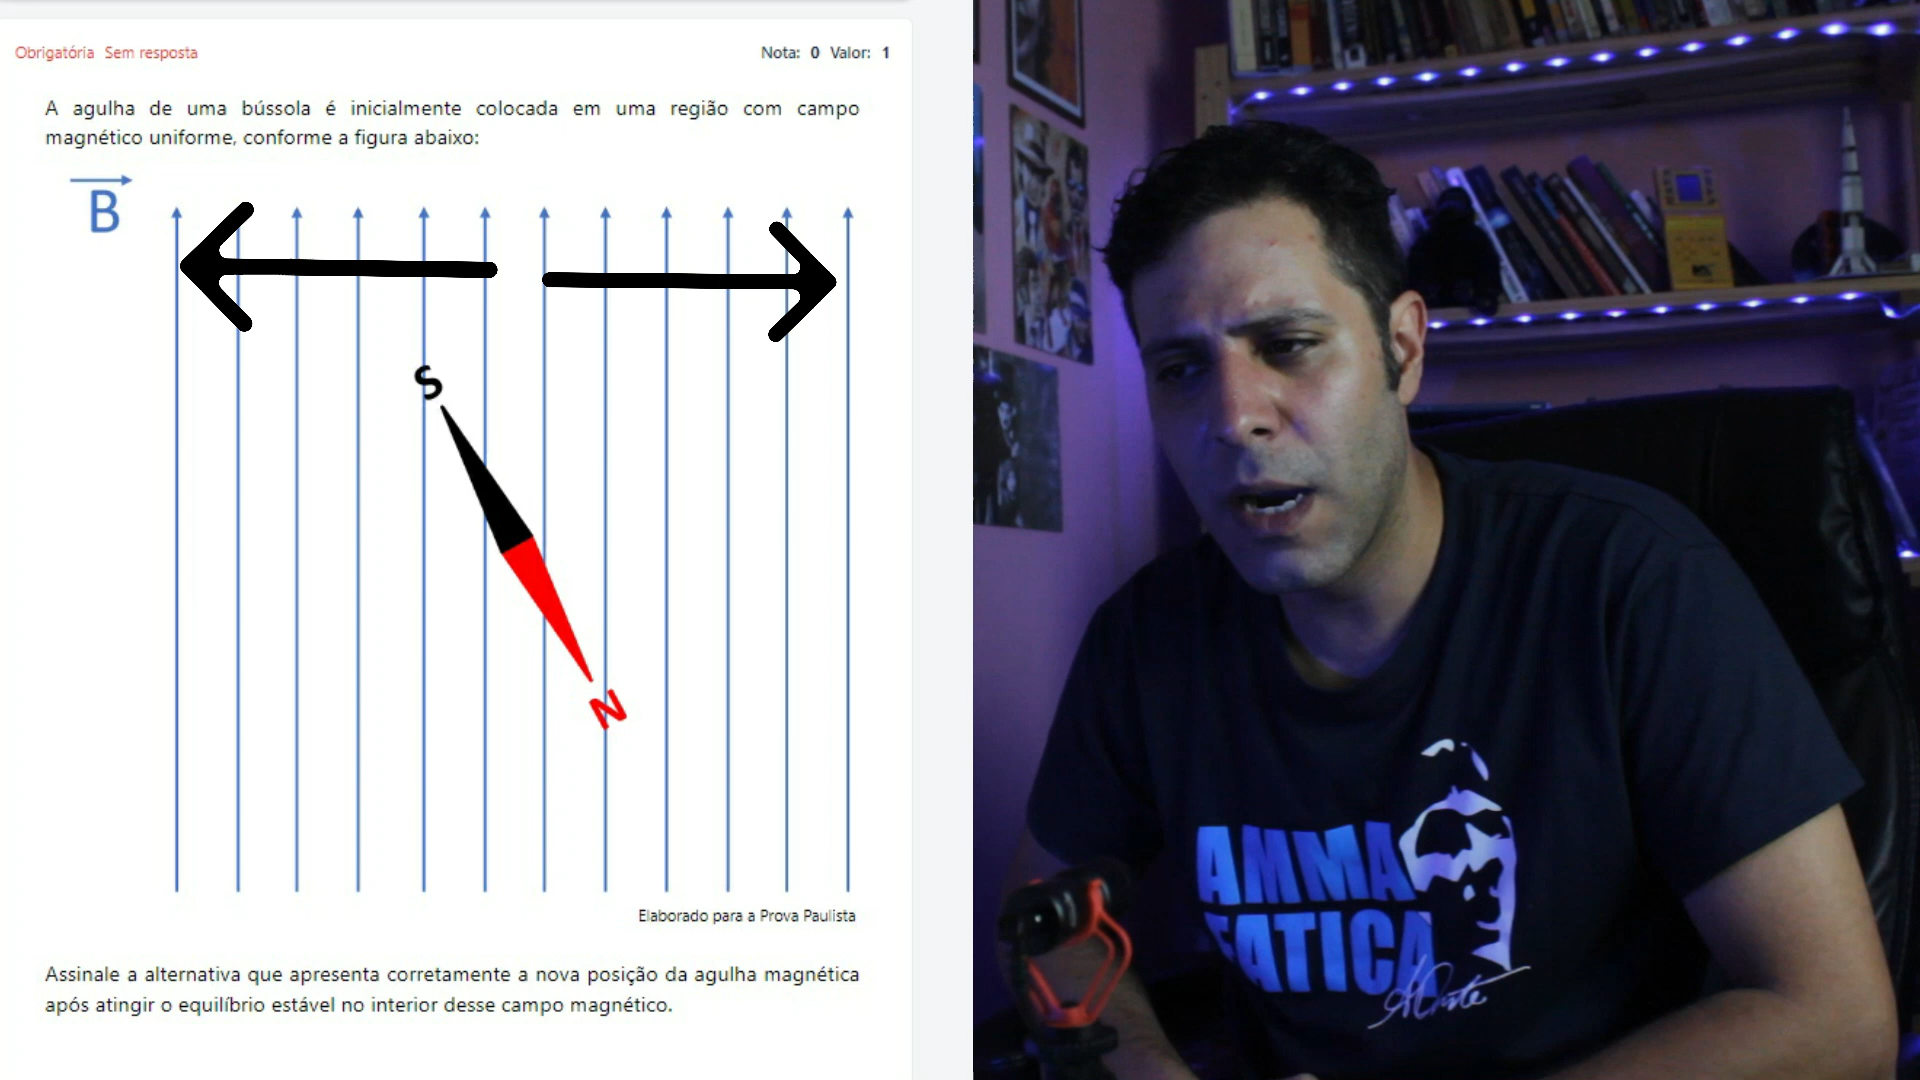 Obrigatória Sem resposta
Nota: 0 Valor: 1
A agulha de uma bússola é inicialmente colocada em uma região com campo
magnético uniforme, conforme a figura abaixo:
B
S
N
Elaborado para a Prova Paulista
Assinale a alternativa que apresenta corretamente a nova posição da agulha magnética
após atingir o equilíbrio estável no interior desse campo magnético.
AMMA
FATICA